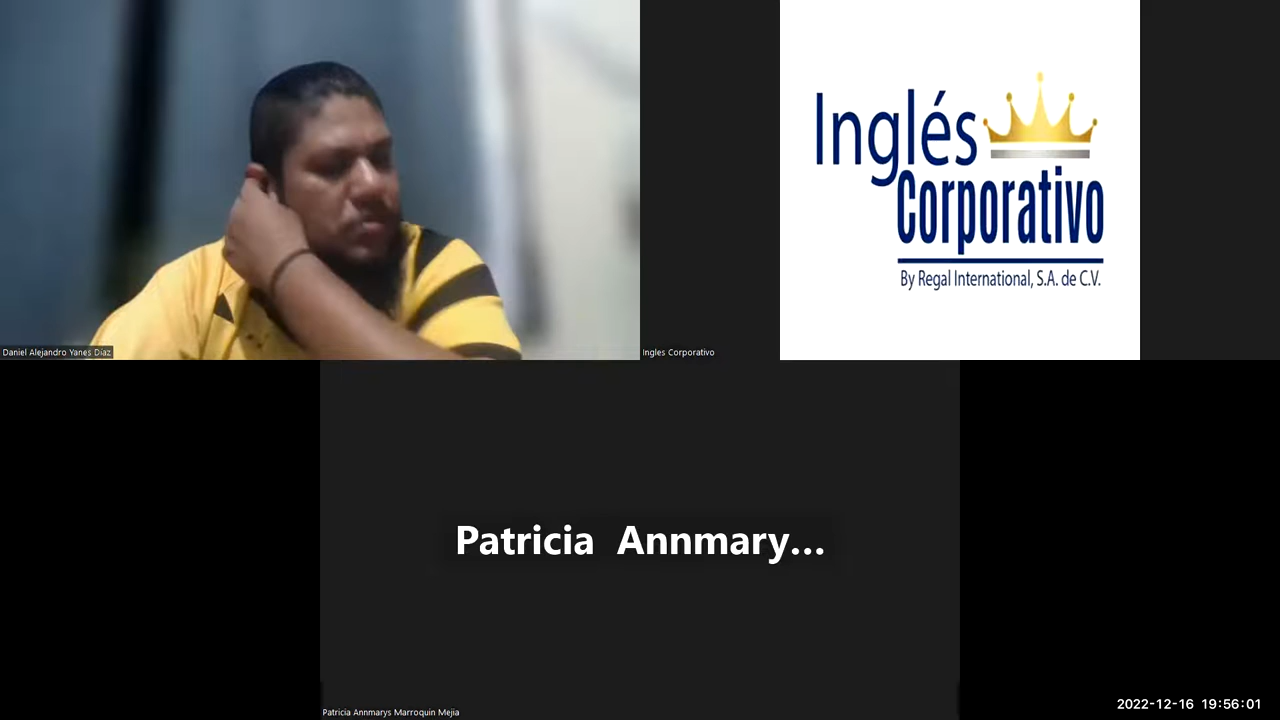 Inglés
Corporativo
By Regal International, S.A. de C.V.
Daniel Alejandro Yanes Diaz
Ingles Corporativo
Patricia Annmary...
Patricia Annmarys Marroquin Mejia
2022-12-16 19:56:01